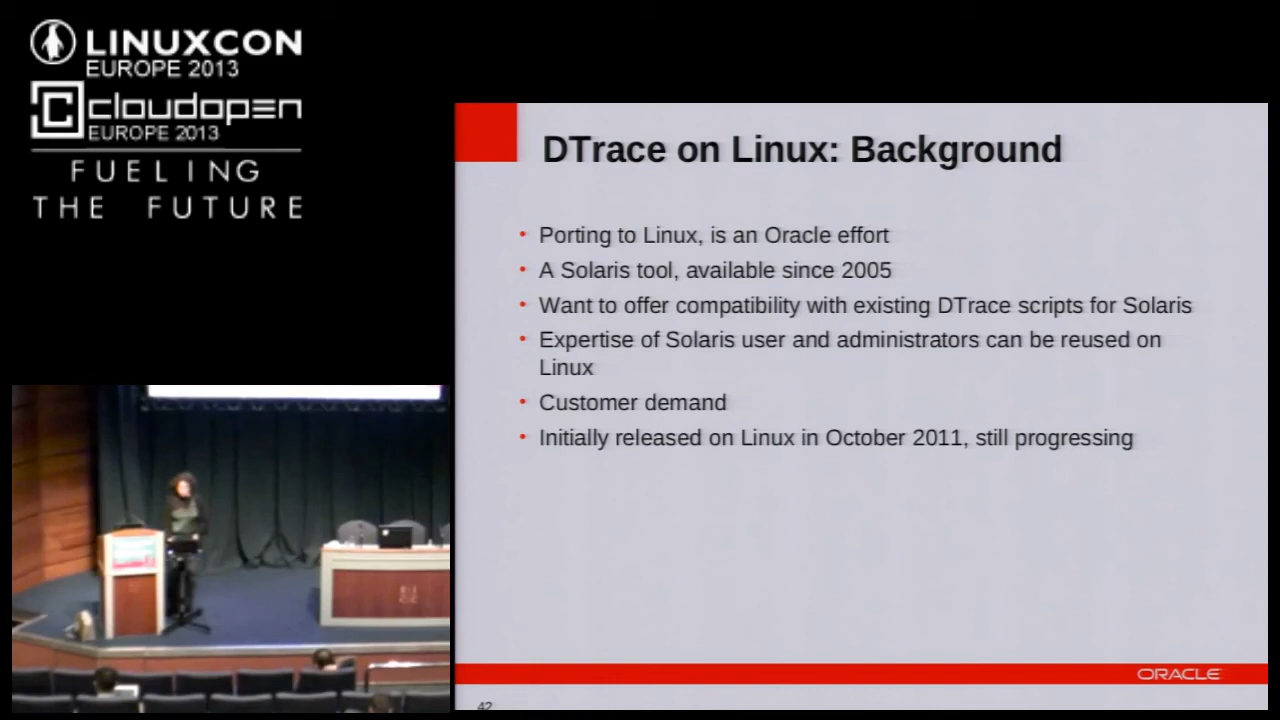 LINUXCON
EUROPE 2013
cloudopen
EUROPE 2013
FUELING
THE FUTURE
DTrace on Linux: Background
• Porting to Linux, is an Oracle effort
• A Solaris tool, available since 2005
• Want to offer compatibility with existing DTrace scripts for Solaris
• Expertise of Solaris user and administrators can be reused on
Linux
• Customer demand
• Initially released on Linux in October 2011, still progressing
ORACLE
42